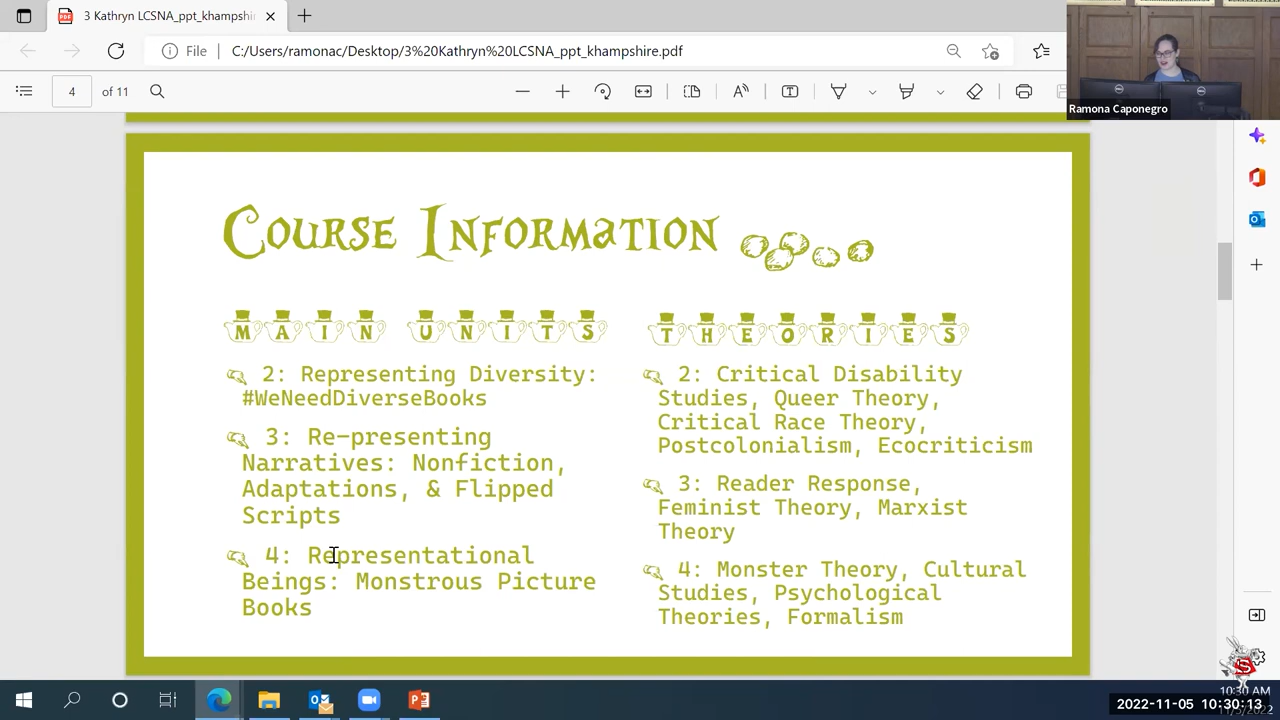 3 Kathryn LCSNA_ppt_khampshir
File
C:/Users/ramonac/Desktop/3%20Kathryn%20LCSNA_ppt_khampshire.pdf
4 of 11
Ramona Caponegro
Course Information
MAIN UNITS
2: Representing Diversity:
#WeNeedDiverseBooks
3: Re-presenting
Narratives: Nonfiction,
Adaptations, & Flipped
Scripts
4: Representational
Beings: Monstrous Picture
Books
THEORIES
2: Critical Disability
Studies, Queer Theory,
Critical Race Theory,
Postcolonialism, Ecocriticism
3: Reader Response,
Feminist Theory, Marxist
Theory
4: Monster Theory, Cultural
Studies, Psychological
Theories, Formalism
10:30 AM
2022-11-05 10:30:13